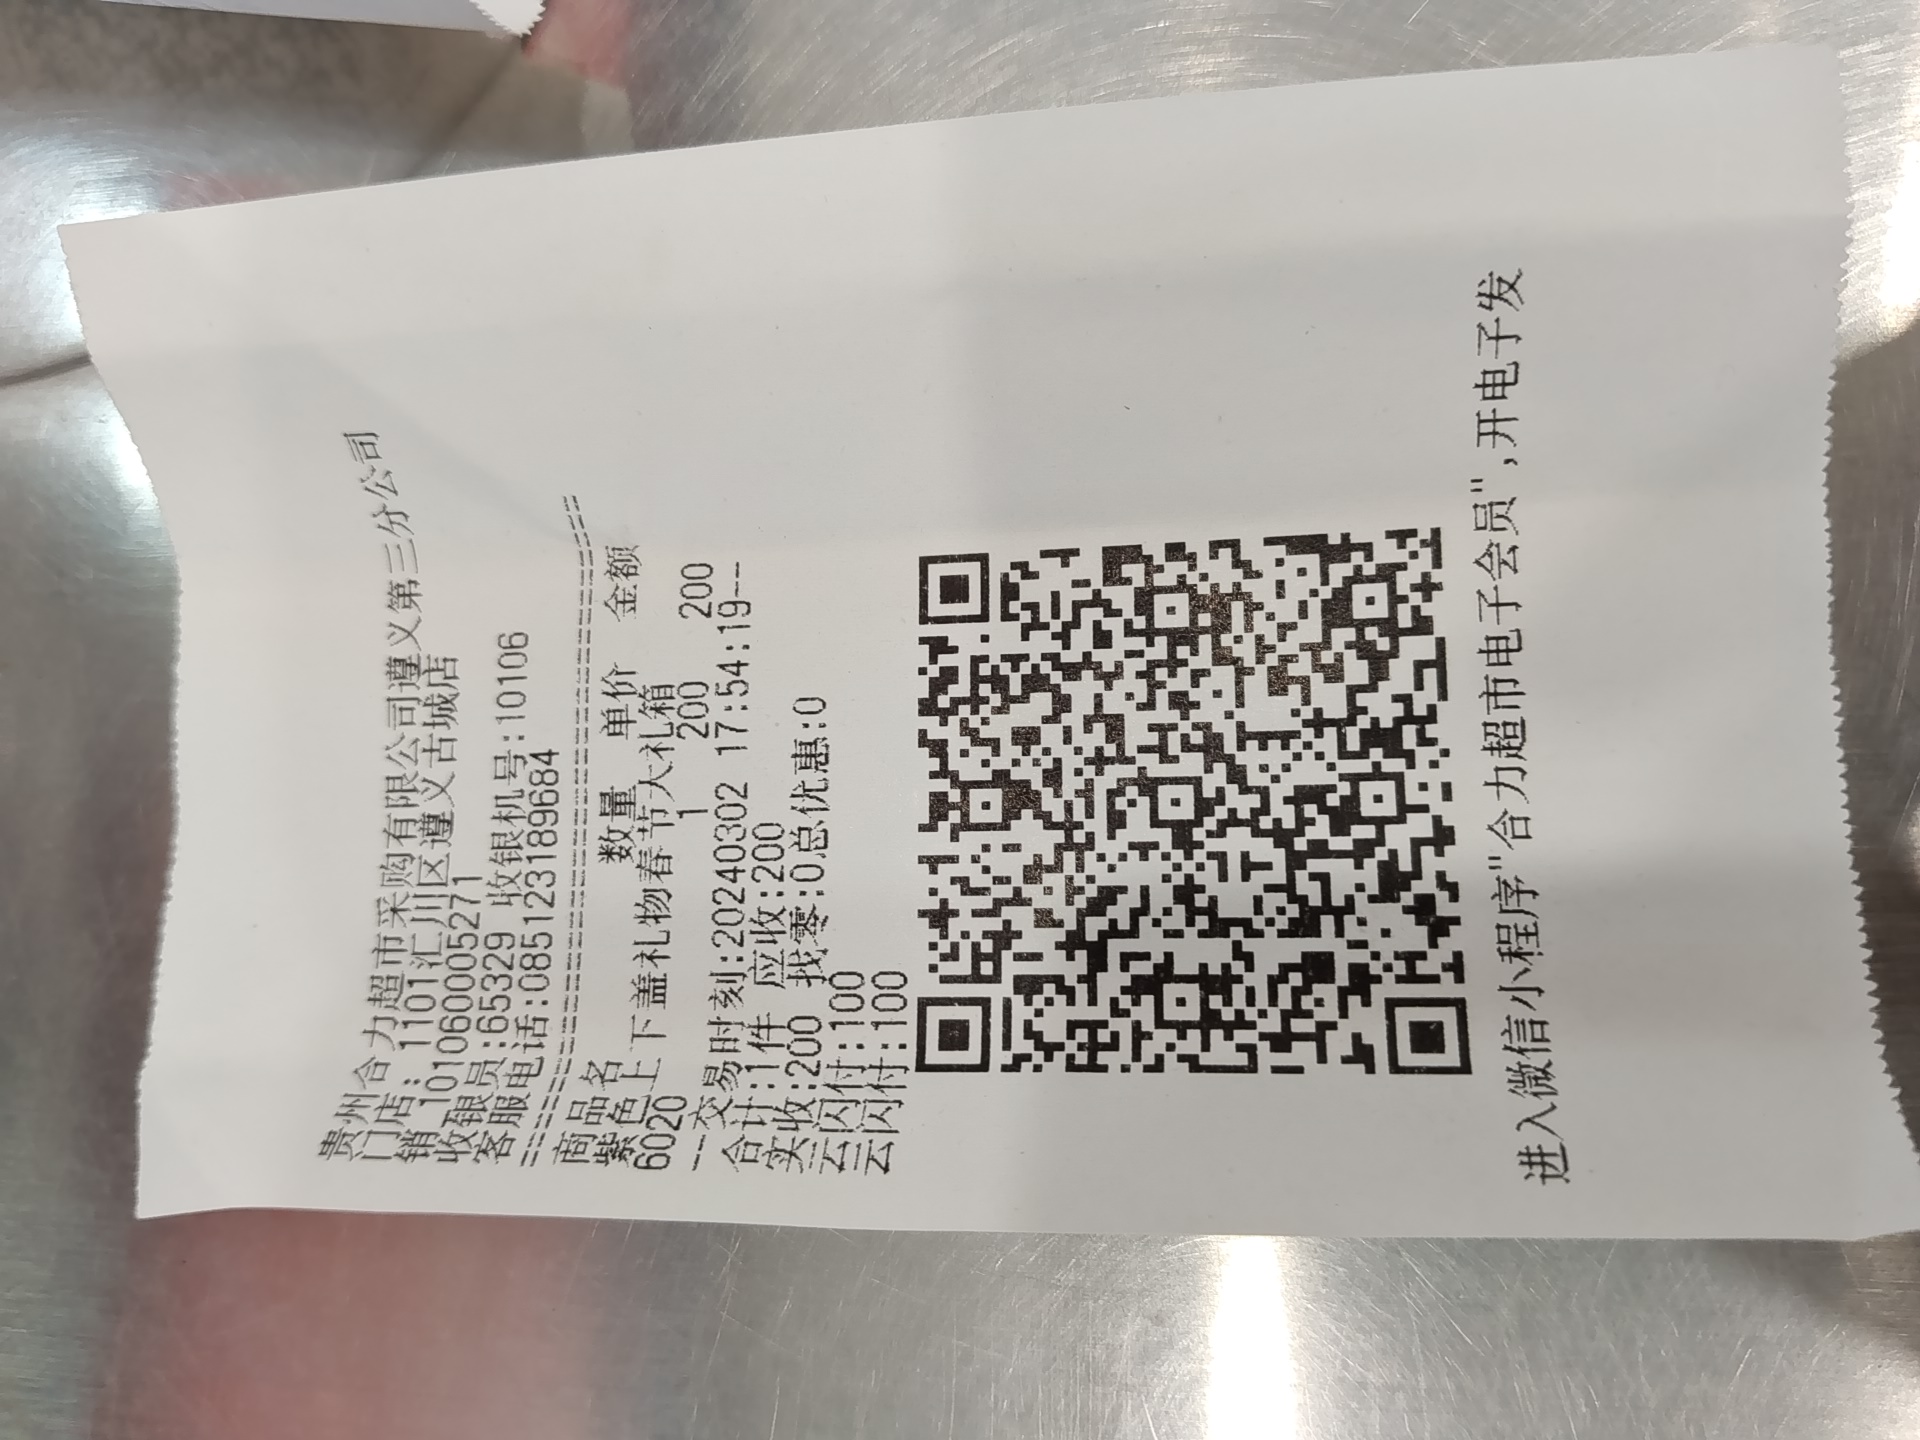 贵州合力超市采购有限公司遵义第三分公司
门店：1101汇川区遵义古城店
销 1010600005271
收银员:65329 收银机号:10106
客服电话:085123189684
商品名 数量 单价 金额
紫色上下盖礼物春节大礼箱
6020 1 200 200
--交易时刻:20240302 17:54:19--
合计:1件 应收:200
实收:200 找零:0总优惠:0
云闪付:100
云闪付:100
进入微信小程序"合力超市电子会员",开电子发